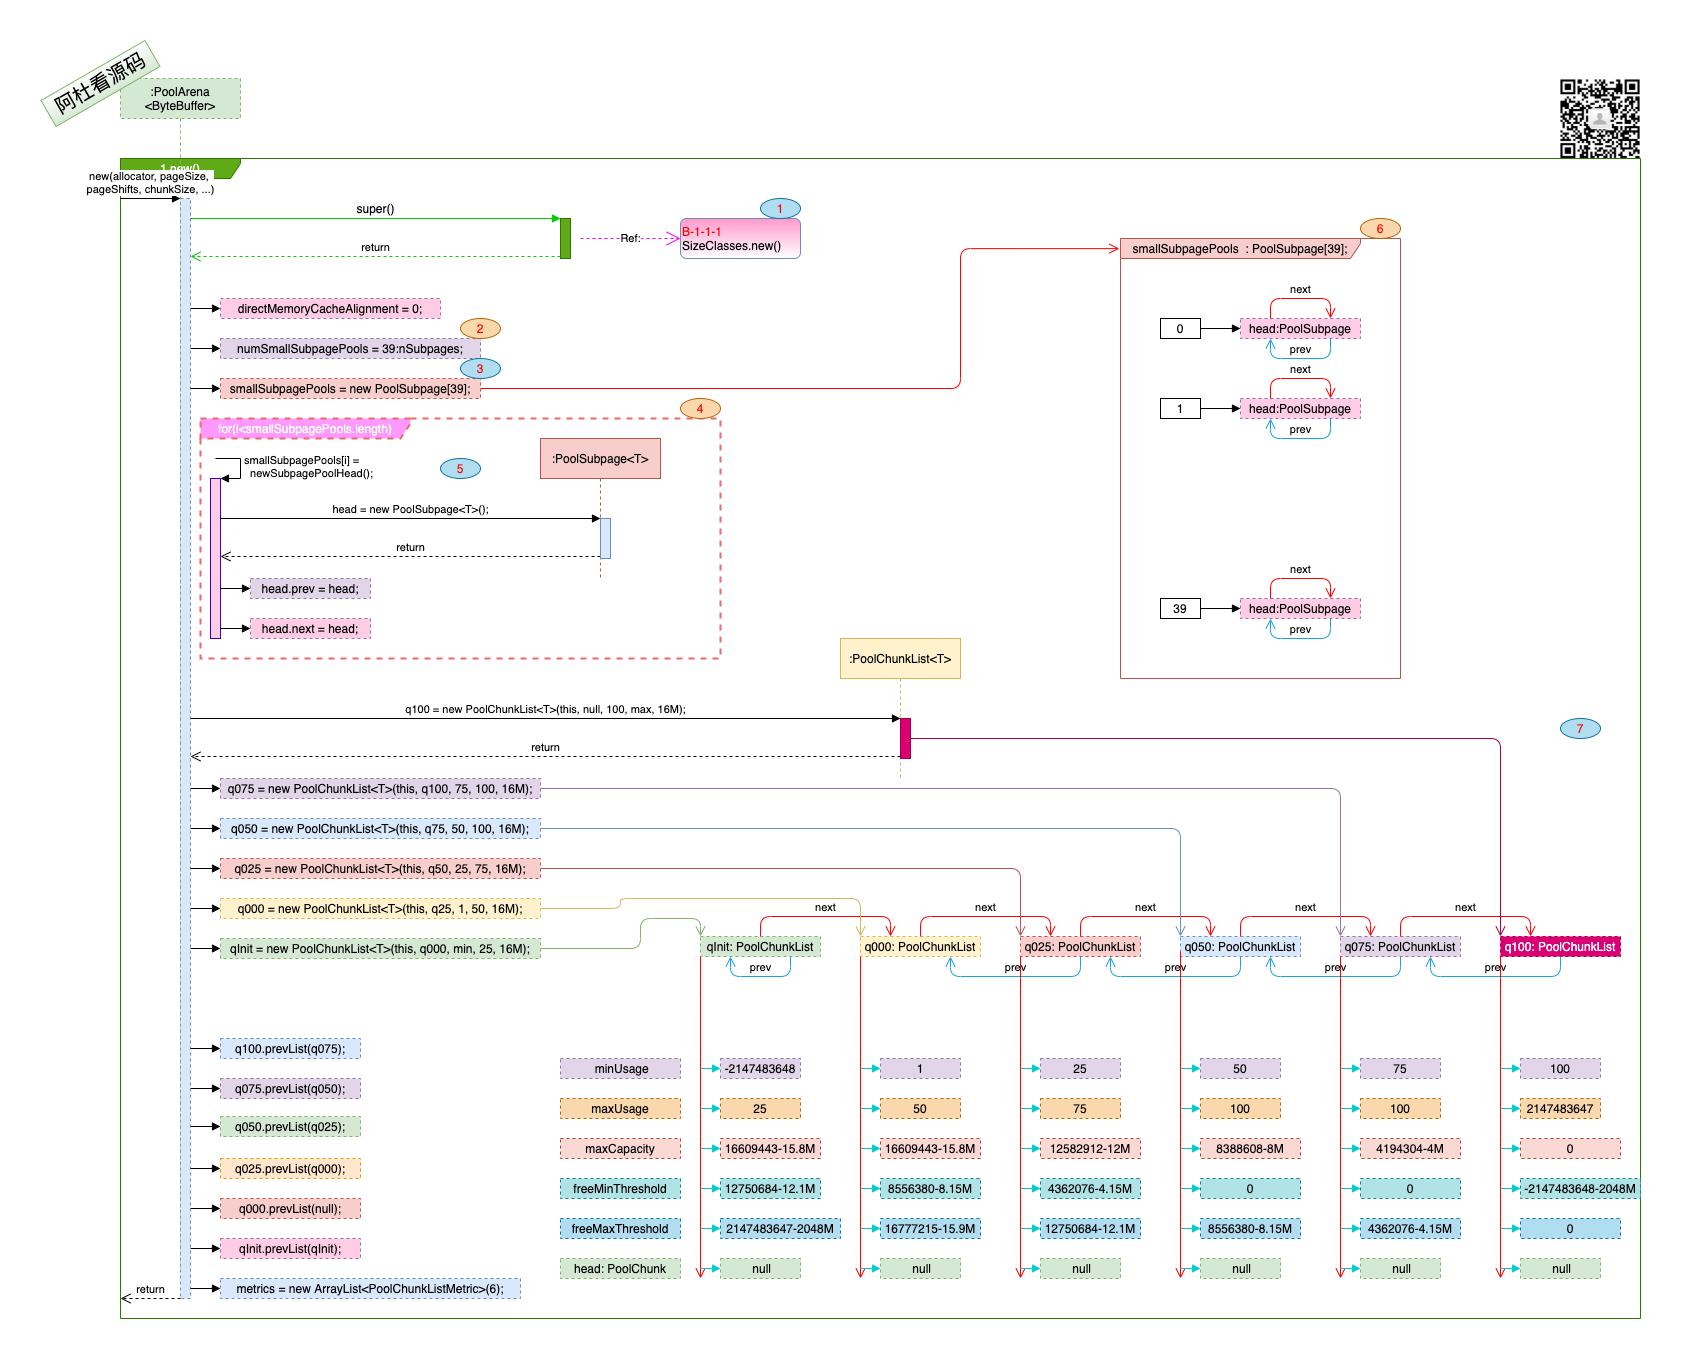 阿杜看源码
:PoolArena
<ByteBuffer>
1.new()
new(allocator, pageSize,
pageShifts, chunkSize, ...)
super()
return
Ref:
1
B-1-1-1
SizeClasses.new()
6
smallSubpagePools : PoolSubpage[39];
directMemoryCacheAlignment = 0;
2
numSmallSubpagePools = 39:nSubpages;
3
smallSubpagePools = new PoolSubpage[39];
next
0
head:PoolSubpage
prev
next
1
head:PoolSubpage
prev
next
39
head:PoolSubpage
prev
4
for(i<smallSubpagePools.length)
smallSubpagePools[i] =
newSubpagePoolHead();
5
:PoolSubpage<T>
head = new PoolSubpage<T>();
return
head.prev = head;
head.next = head;
:PoolChunkList<T>
q100 = new PoolChunkList<T>(this, null, 100, max, 16M);
return
7
q075 = new PoolChunkList<T>(this, q100, 75, 100, 16M);
q050 = new PoolChunkList<T>(this, q75, 50, 100, 16M);
q025 = new PoolChunkList<T>(this, q50, 25, 75, 16M);
q000 = new PoolChunkList<T>(this, q25, 1, 50, 16M);
qInit = new PoolChunkList<T>(this, q000, min, 25, 16M);
next next next next next
qInit: PoolChunkList q000: PoolChunkList q025: PoolChunkList q050: PoolChunkList q075: PoolChunkList q100: PoolChunkList
prev prev prev prev prev
q100.prevList(q075);
q075.prevList(q050);
q050.prevList(q025);
q025.prevList(q000);
q000.prevList(null);
qInit.prevList(qInit);
metrics = new ArrayList<PoolChunkListMetric>(6);
return
minUsage -2147483648 1 25 50 75 100
maxUsage 25 50 75 100 100 2147483647
maxCapacity 16609443-15.8M 16609443-15.8M 12582912-12M 8388608-8M 4194304-4M 0
freeMinThreshold 12750684-12.1M 8556380-8.15M 4362076-4.15M 0 0 -2147483648-2048M
freeMaxThreshold 2147483647-2048M 16777215-15.9M 12750684-12.1M 8556380-8.15M 4362076-4.15M 0
head: PoolChunk null null null null null null